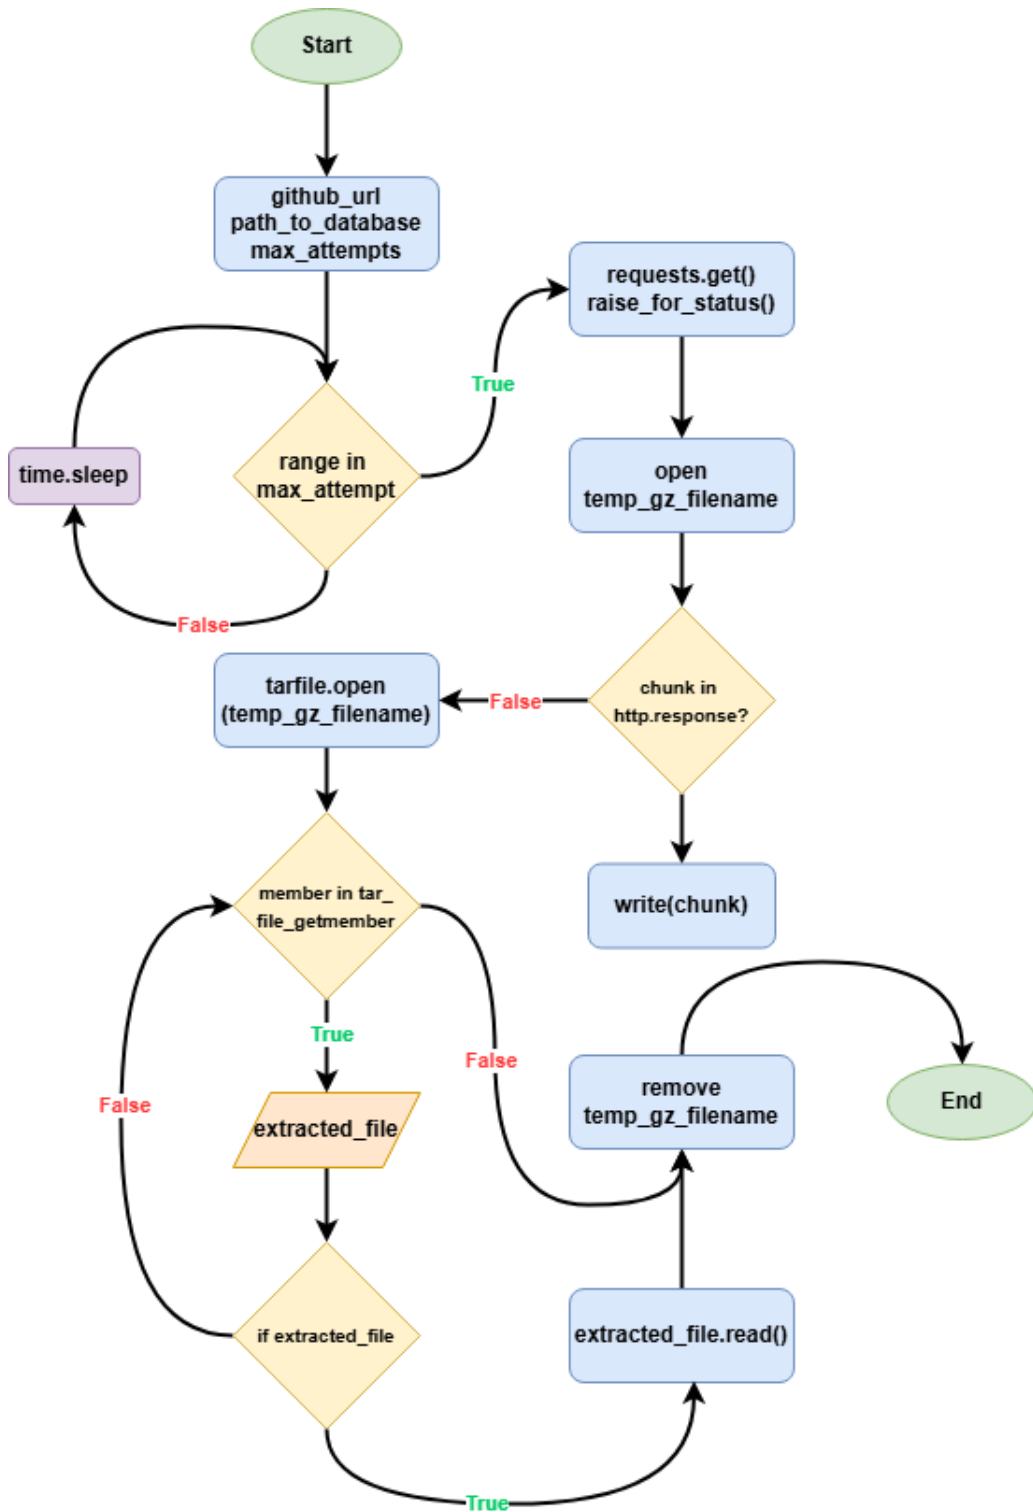 Start
github_url
path_to_database
max_attempts
requests.get()
raise_for_status()
True
time.sleep
range in
max_attempt
open
temp_gz_filename
False
tarfile.open
(temp_gz_filename)
False
chunk in
http.response?
member in tar_
file_getmember
write(chunk)
True
False
False
remove
temp_gz_filename
End
extracted_file
if extracted_file
extracted_file.read()
True